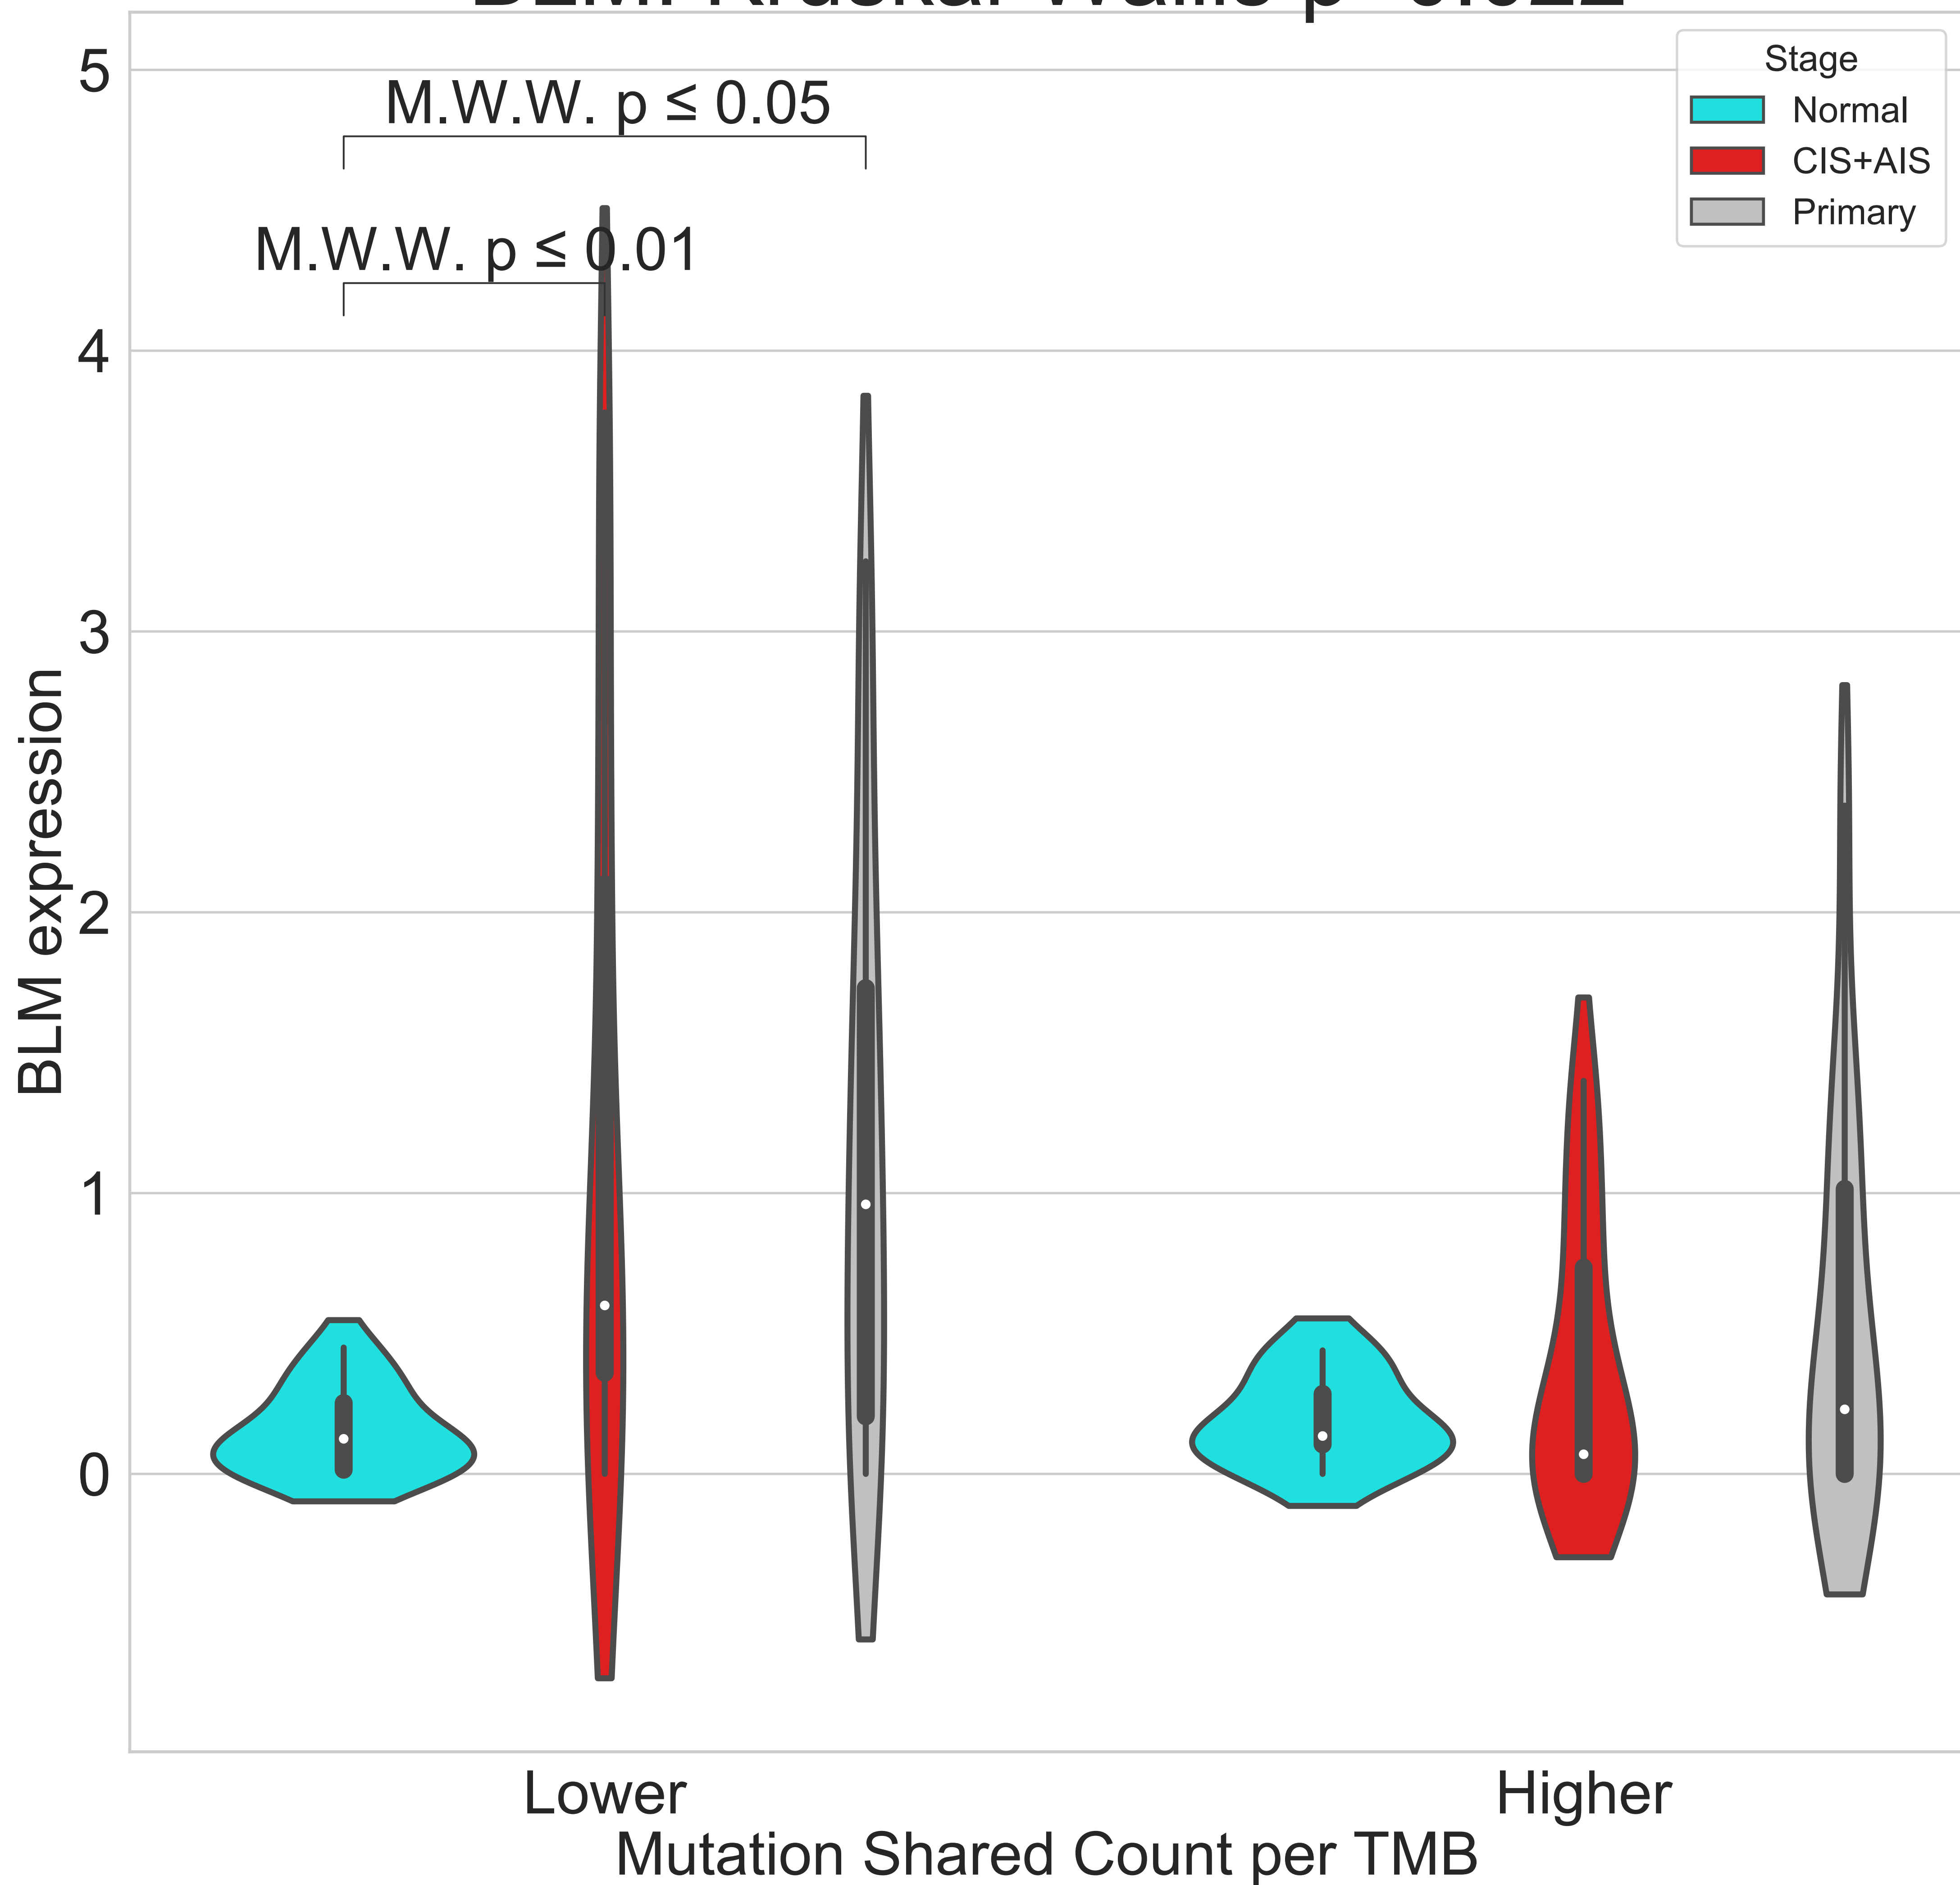 5
4
3
2
1
0
BLM expression
M.W.W. p ≤ 0.05
M.W.W. p ≤ 0.01
Stage
Normal
CIS+AIS
Primary
Lower
Higher
Mutation Shared Count per TMB